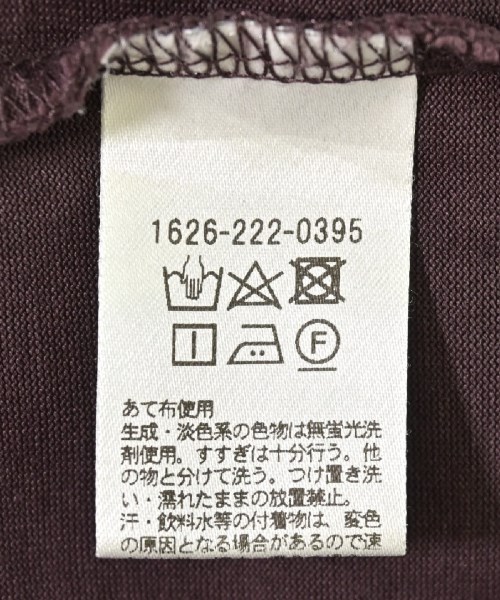 1626-222-0395
F
あて布使用
生成・淡色系の色物は無蛍光洗
剤使用。すすぎは十分行う。他
の物と分けて洗う。つけ置き洗
い・濡れたままの放置禁止。
汗・飲料水等の付着物は、変色
の原因となる場合があるので速